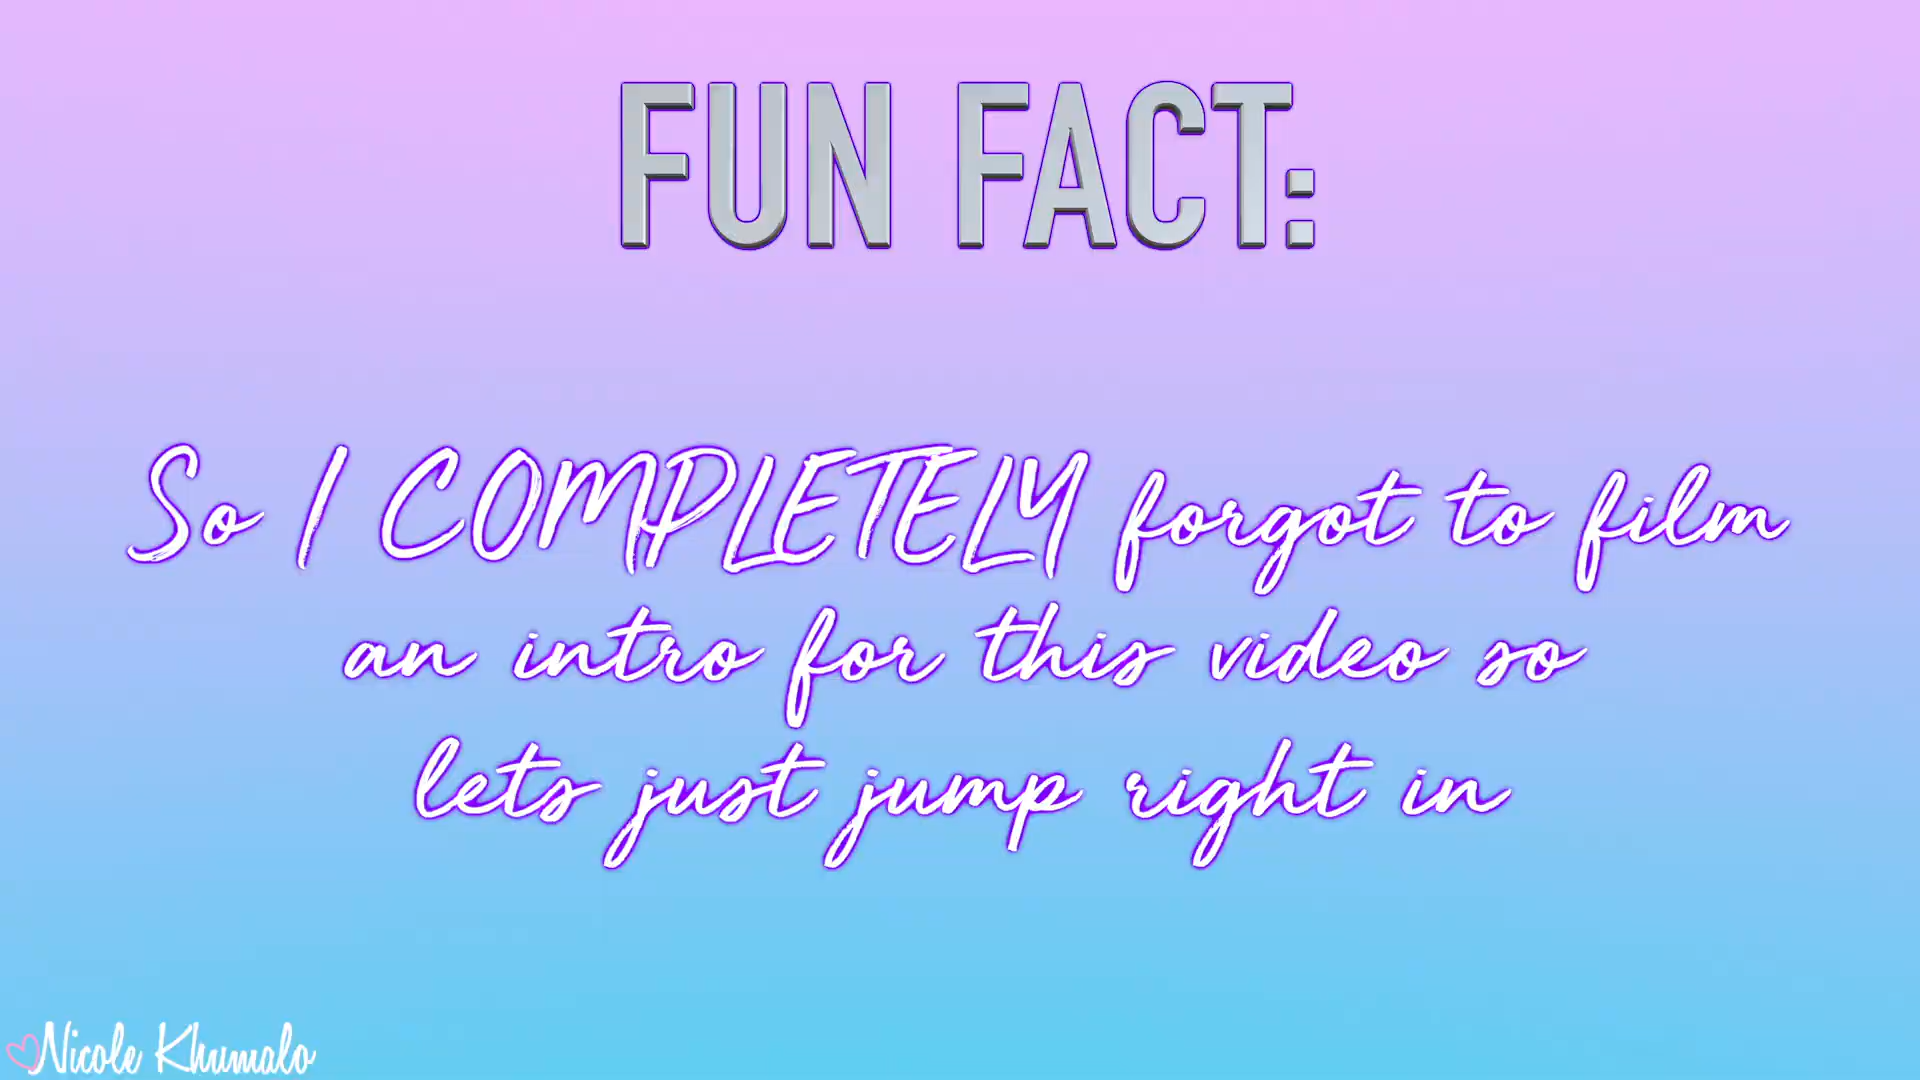 FUN FACT:
So I COMPLETELY forgot to film
an intro for this video so
lets just jump right in
Nicole Khumalo